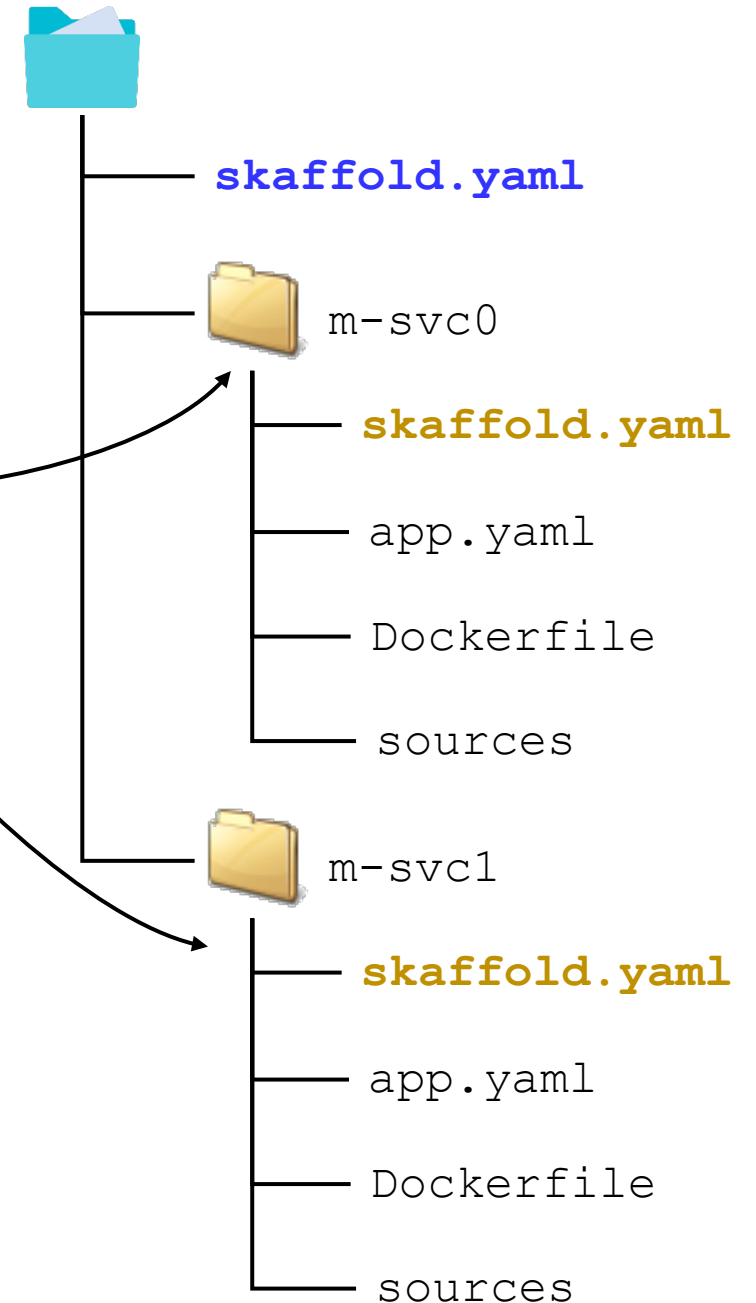 skaffold.yaml
m-svc0
skaffold.yaml
app.yaml
Dockerfile
sources
m-svc1
skaffold.yaml
app.yaml
Dockerfile
sources